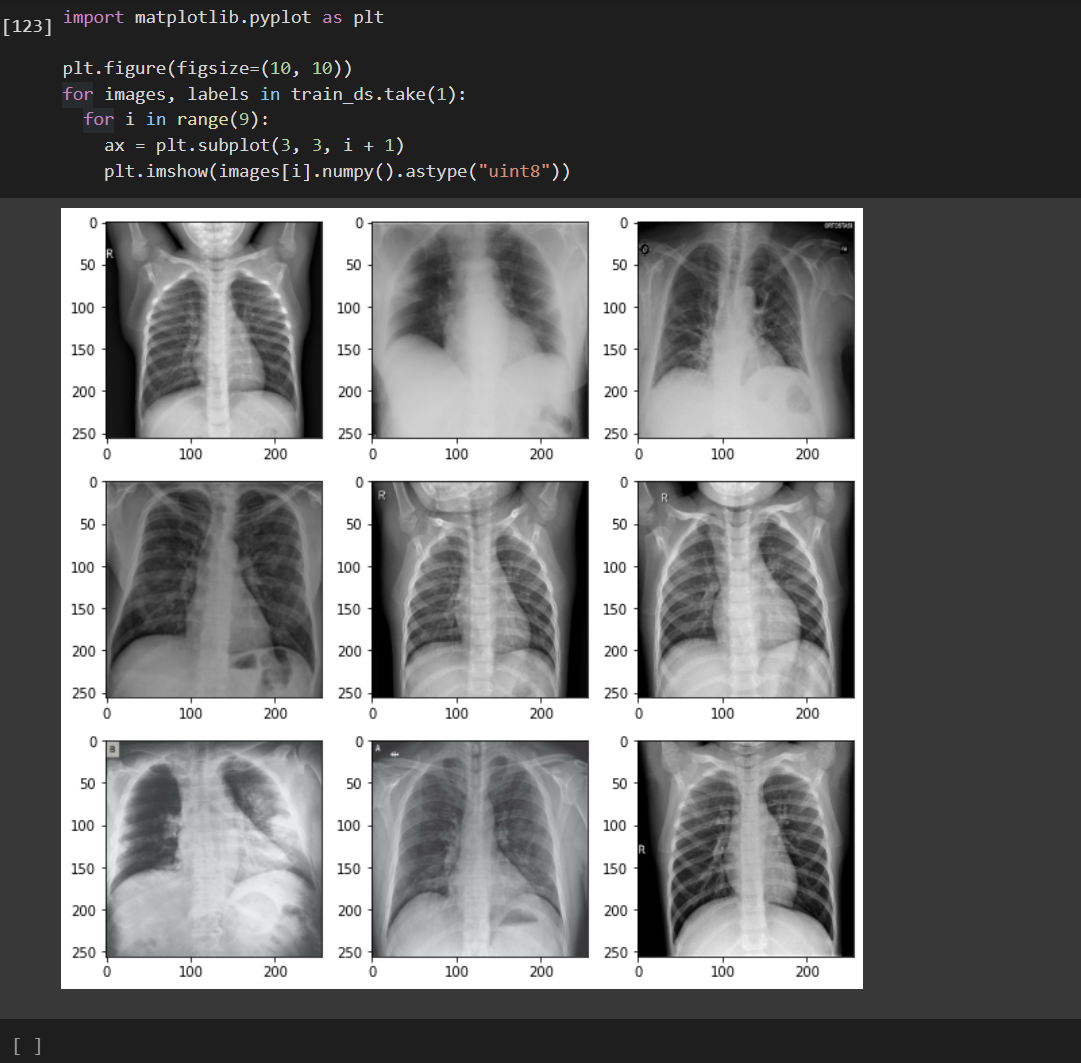 [123]
import matplotlib.pyplot as plt
plt.figure(figsize=(10, 10))
for images, labels in train_ds.take(1):
for i in range(9):
ax = plt.subplot(3, 3, i + 1)
plt.imshow(images[i].numpy().astype("uint8"))
0
50
100
150
200
250
0 100 200
R
0
50
100
150
200
250
0 100 200
0
50
100
150
200
250
0 100 200
ORTOSTASI
0
50
100
150
200
250
0 100 200
0
50
100
150
200
250
0 100 200
R
0
50
100
150
200
250
0 100 200
R
0
50
100
150
200
250
0 100 200
0
50
100
150
200
250
0 100 200
A
0
50
100
150
200
250
0 100 200
R
[ ]